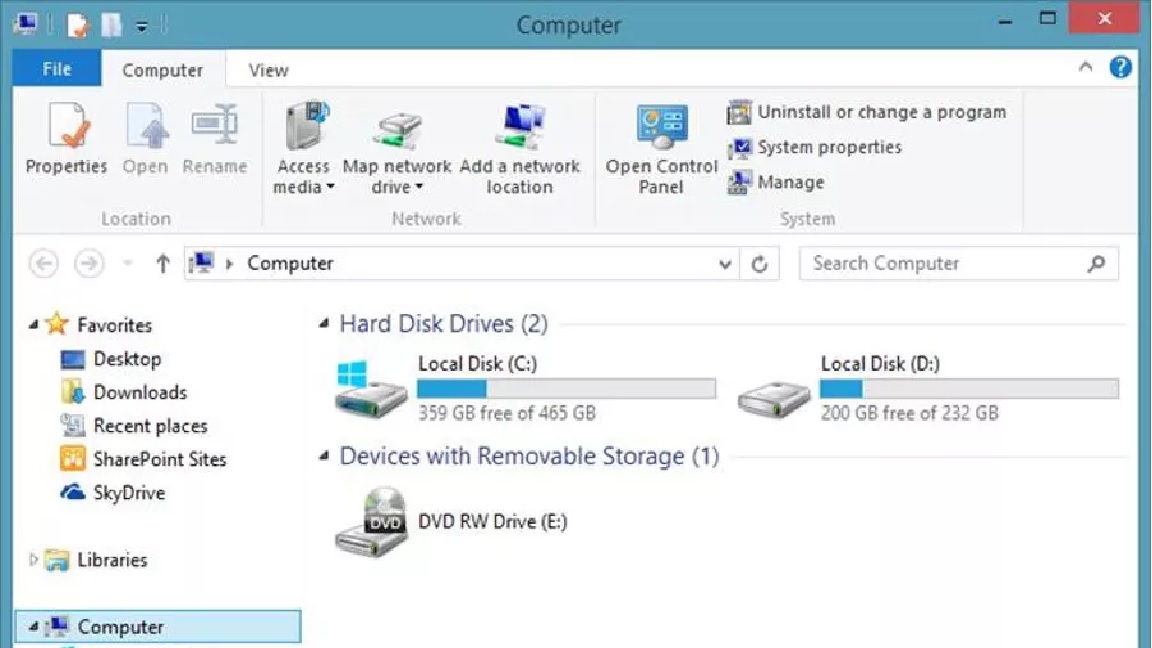 Computer
File
Computer
View
Properties
Open
Rename
Access
media
Map network
drive
Add a network
location
Open Control
Panel
Uninstall or change a program
System properties
Manage
Location
Network
System
Computer
Search Computer
Favorites
Desktop
Downloads
Recent places
SharePoint Sites
SkyDrive
Libraries
Computer
Hard Disk Drives (2)
Local Disk (C:)
359 GB free of 465 GB
Local Disk (D:)
200 GB free of 232 GB
Devices with Removable Storage (1)
DVD
DVD RW Drive (E:)